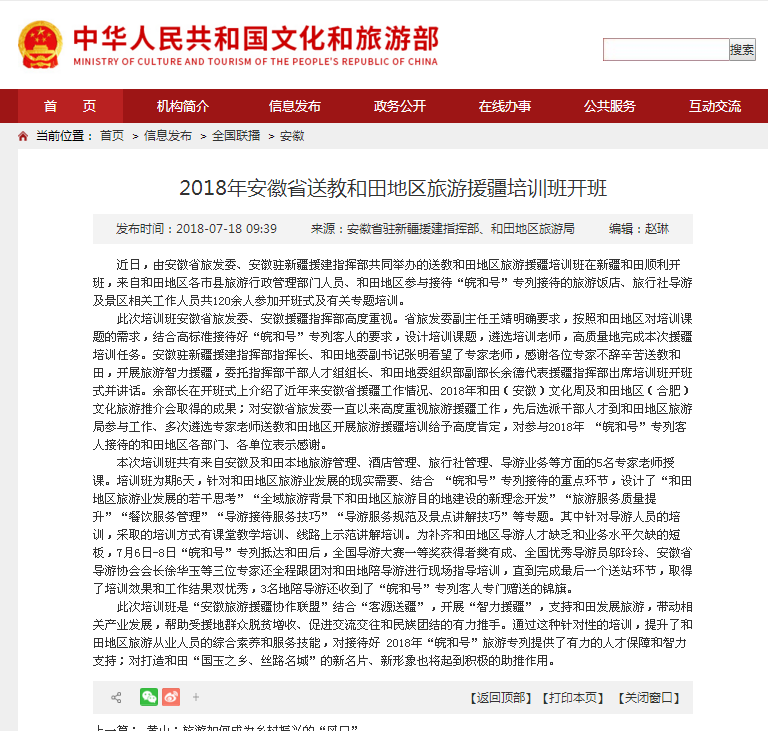 中华人民共和国文化和旅游部
MINISTRY OF CULTURE AND TOURISM OF THE PEOPLE'S REPUBLIC OF CHINA
搜索
首 页 机构简介 信息发布 政务公开 在线办事 公共服务 互动交流
当前位置： 首页 > 信息发布 > 全国联播 > 安徽
2018年安徽省送教和田地区旅游援疆培训班开班
发布时间：2018-07-18 09:39 来源：安徽省驻新疆援建指挥部、和田地区旅游局 编辑：赵琳
近日，由安徽省旅发委、安徽驻新疆援建指挥部共同举办的送教和田地区旅游援疆培训班在新疆和田顺利开
班，来自和田地区各市县旅游行政管理部门人员、和田地区参与接待“皖和号”专列接待的旅游饭店、旅行社导游
及景区相关工作人员共120余人参加开班式及有关专题培训。
此次培训班安徽省旅发委、安徽援疆指挥部高度重视。省旅发委副主任王靖明确要求，按照和田地区对培训课
题的需求，结合高标准接待好“皖和号”专列客人的要求，设计培训课题，遴选培训老师，高质量地完成本次援疆
培训任务。安徽驻新疆援建指挥部指挥长、和田地委副书记张明看望了专家老师，感谢各位专家不辞辛苦送教和
田，开展旅游智力援疆，委托指挥部干部人才组组长、和田地委组织部副部长余德代表援疆指挥部出席培训班开班
式并讲话。余部长在开班式上介绍了近年来安徽省援疆工作情况、2018年和田（安徽）文化周及和田地区（合肥）
文化旅游推介会取得的成果；对安徽省旅发委一直以来高度重视旅游援疆工作，先后选派干部人才到和田地区旅游
局参与工作、多次遴选专家老师送教和田地区开展旅游援疆培训给予高度肯定，对参与2018年 “皖和号”专列客
人接待的和田地区各部门、各单位表示感谢。
本次培训班共有来自安徽及和田本地旅游管理、酒店管理、旅行社管理、导游业务等方面的5名专家老师授
课。培训班为期6天，针对和田地区旅游业发展的现实需要、结合 “皖和号”专列接待的重点环节，设计了“和田
地区旅游业发展的若干思考”“全域旅游背景下和田地区旅游目的地建设的新理念开发”“旅游服务质量提
升”“餐饮服务管理”“导游接待服务技巧”“导游服务规范及景点讲解技巧”等专题。其中针对导游人员的培
训，采取的培训方式有课堂教学培训、线路上示范讲解培训。为补齐和田地区导游人才缺乏和业务水平欠缺的短
板，7月6日-8日“皖和号”专列抵达和田后，全国导游大赛一等奖获得者樊有成、全国优秀导游员邬玲玲、安徽省
导游协会会长徐华玉等三位专家还全程跟团对和田地陪导游进行现场指导培训，直到完成最后一个送站环节，取得
了培训效果和工作结果双优秀，3名地陪导游还收到了“皖和号”专列客人专门赠送的锦旗。
此次培训班是“安徽旅游援疆协作联盟”结合“客源送疆”，开展“智力援疆”，支持和田发展旅游，带动相
关产业发展，帮助受援地群众脱贫增收、促进交流交往和民族团结的有力推手。通过这种针对性的培训，提升了和
田地区旅游从业人员的综合素养和服务技能，对接待好 2018年“皖和号”旅游专列提供了有力的人才保障和智力
支持；对打造和田“国玉之乡、丝路名城”的新名片、新形象也将起到积极的助推作用。
【返回顶部】【打印本页】【关闭窗口】
上一篇： 黄山：旅游如何成为乡村振兴的“风口”